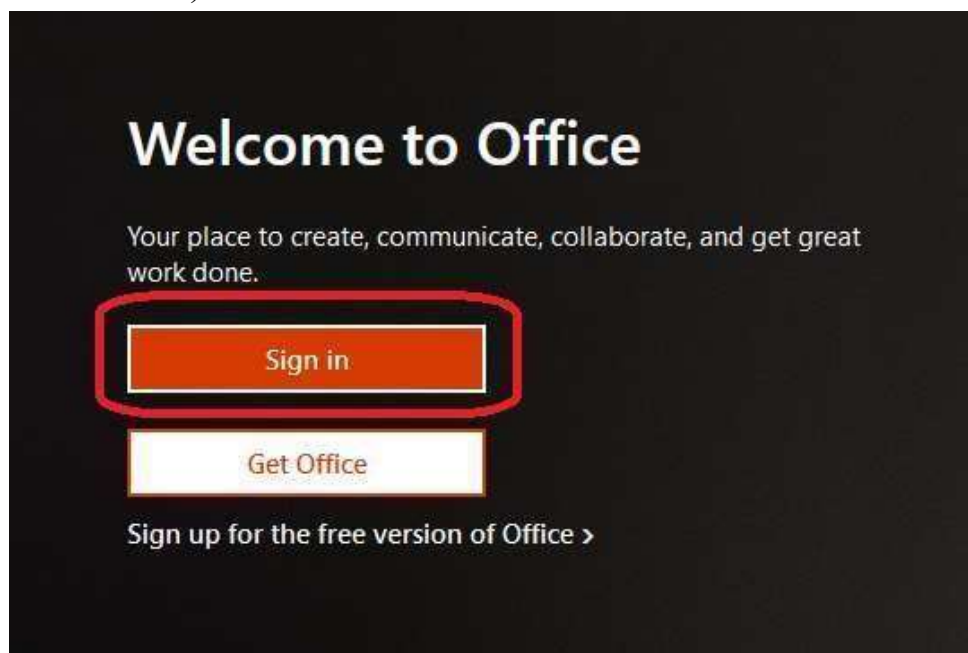 Welcome to Office
Your place to create, communicate, collaborate, and get great
work done.
Sign in
Get Office
Sign up for the free version of Office >